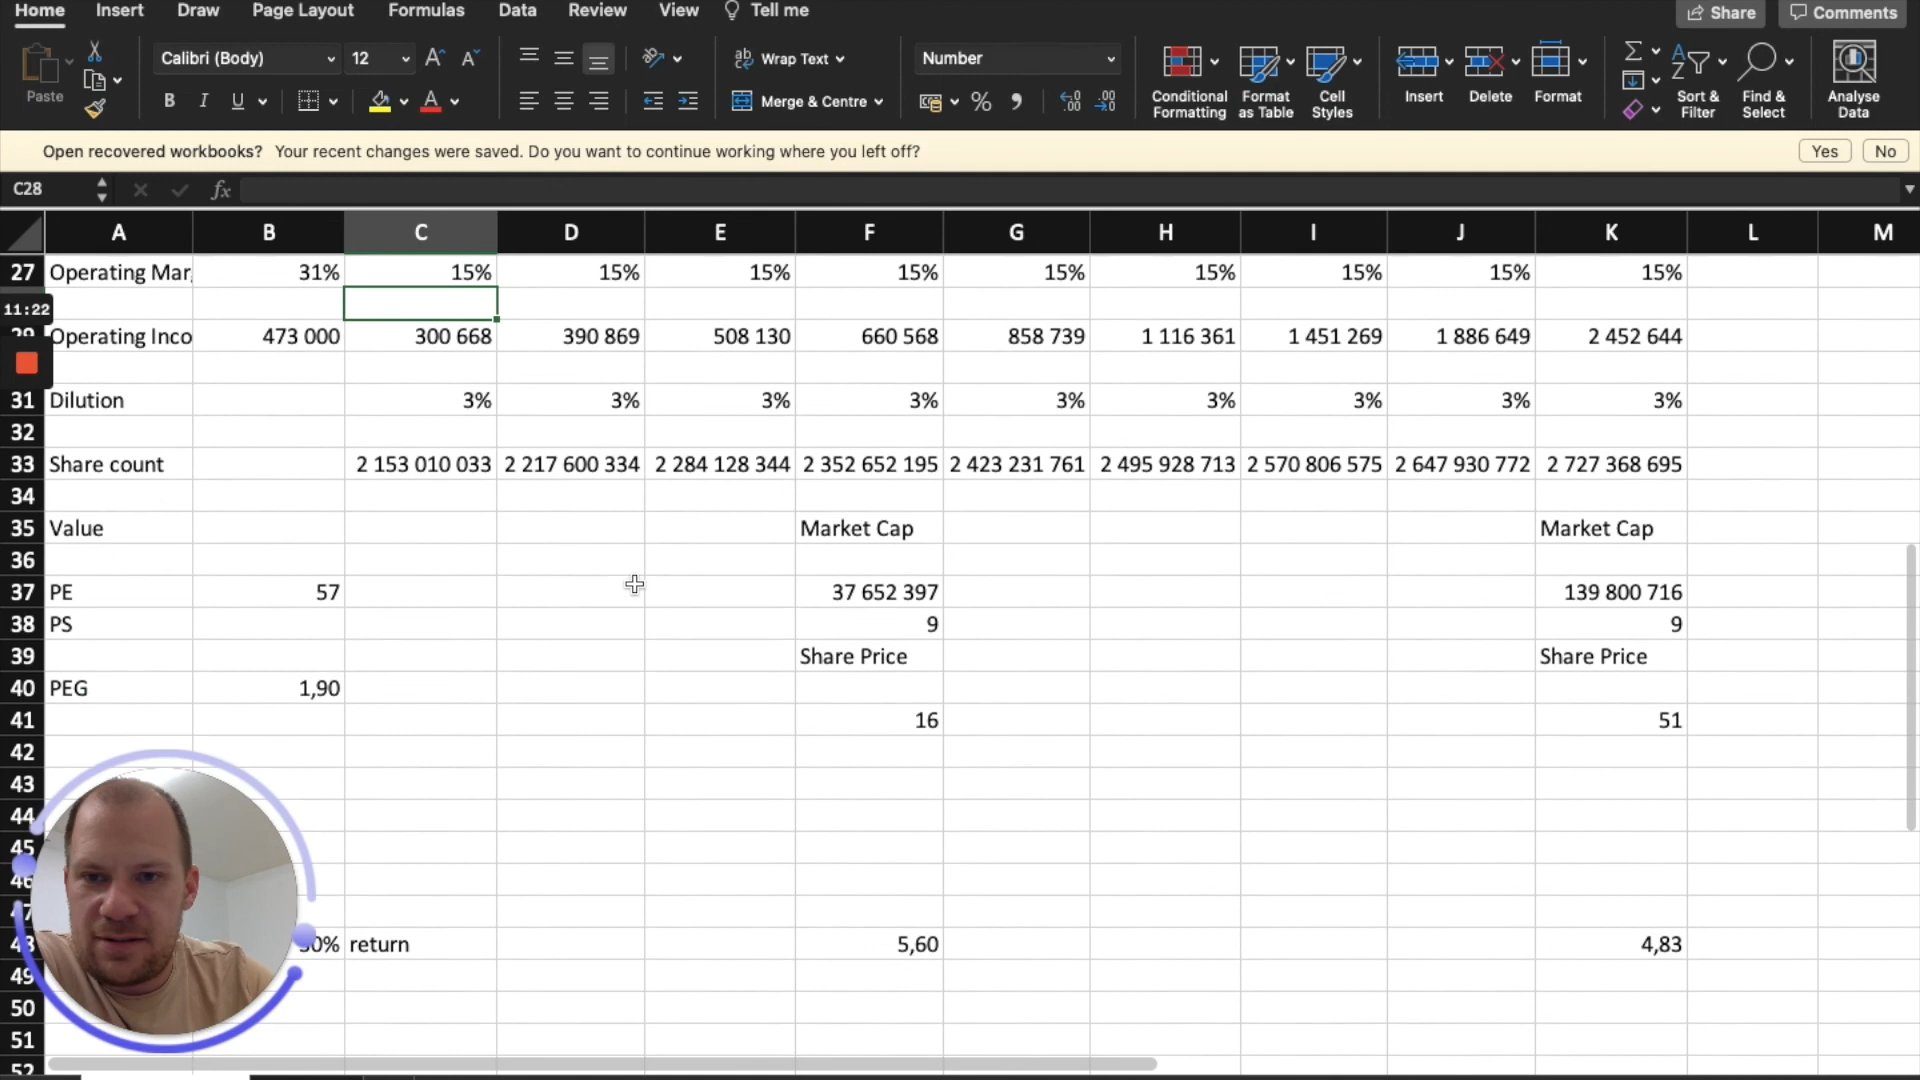 Home Insert Draw Page Layout Formulas Data Review View Tell me Share Comments
Paste Calibri (Body) 12 A A Wrap Text Number
B I U A Merge & Centre % Conditional Formatting Format as Table Cell Styles Insert Delete Format Sort & Filter Find & Select Analyse Data
Open recovered workbooks? Your recent changes were saved. Do you want to continue working where you left off? Yes No
C28 fx
A B C D E F G H I J K L M
27 Operating Mar 31% 15% 15% 15% 15% 15% 15% 15% 15% 15%
11:22
29 Operating Inco 473 000 300 668 390 869 508 130 660 568 858 739 1 116 361 1 451 269 1 886 649 2 452 644
31 Dilution 3% 3% 3% 3% 3% 3% 3% 3% 3%
32
33 Share count 2 153 010 033 2 217 600 334 2 284 128 344 2 352 652 195 2 423 231 761 2 495 928 713 2 570 806 575 2 647 930 772 2 727 368 695
34
35 Value Market Cap Market Cap
36
37 PE 57 37 652 397 139 800 716
38 PS 9 9
39 Share Price Share Price
40 PEG 1,90
41 16 51
42
43
44
45
46
47
48 return 5,60 4,83
49
50
51
52